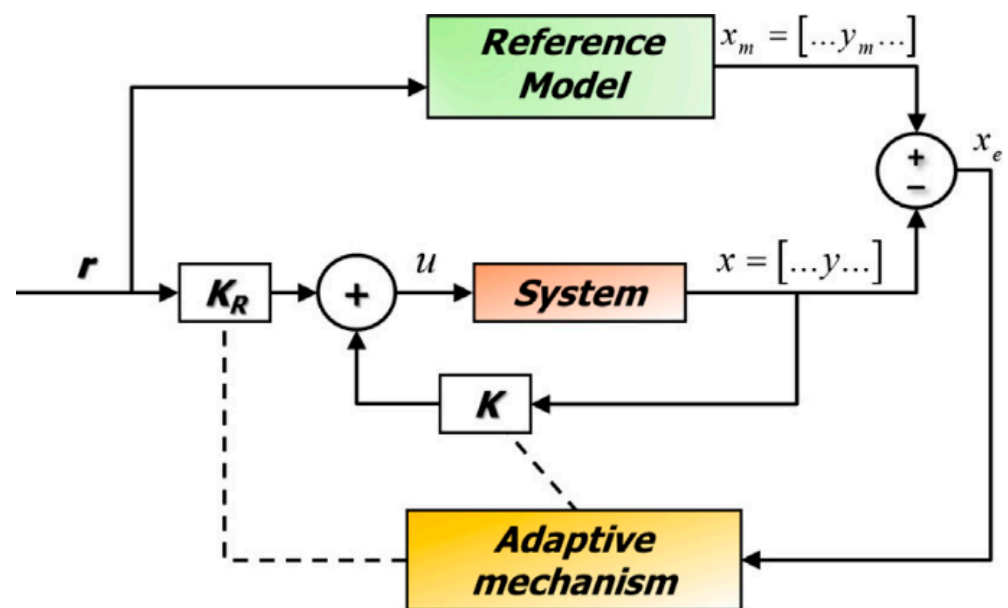 Reference
Model
x_m = [...y_m...]
+
−
x_e
r
K_R
+
u
System
x = [...y...]
K
Adaptive
mechanism